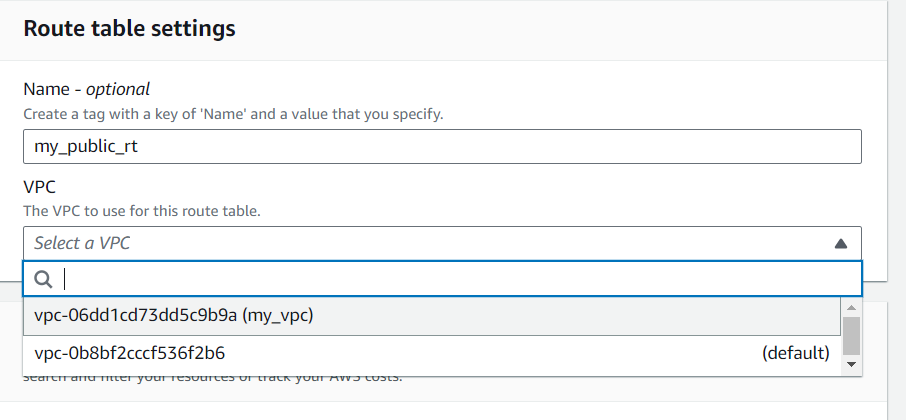 Route table settings
Name - optional
Create a tag with a key of 'Name' and a value that you specify.
my_public_rt
VPC
The VPC to use for this route table.
Select a VPC
vpc-06dd1cd73dd5c9b9a (my_vpc)
vpc-0b8bf2cccf536f2b6 (default)
search and filter your resources or track your AWS costs.